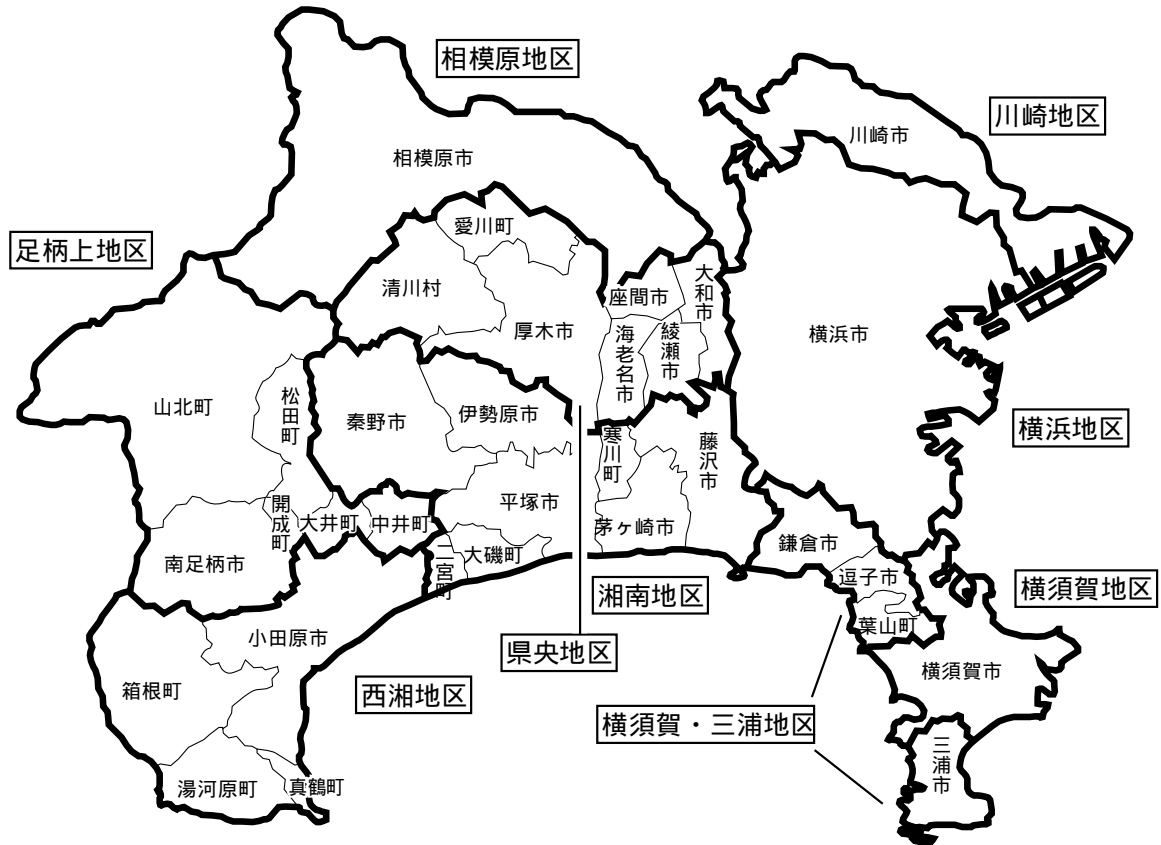 相模原地区
川崎地区
川崎市
相模原市
足柄上地区
愛川町
清川村
座間市
大和市
厚木市
海老名市
綾瀬市
横浜市
山北町
松田町
秦野市
伊勢原市
寒川町
藤沢市
横浜地区
平塚市
開成町
大井町
中井町
茅ヶ崎市
鎌倉市
南足柄市
二宮町
大磯町
逗子市
横須賀地区
湘南地区
葉山町
小田原市
県央地区
横須賀市
箱根町
西湘地区
横須賀・三浦地区
三浦市
湯河原町
真鶴町